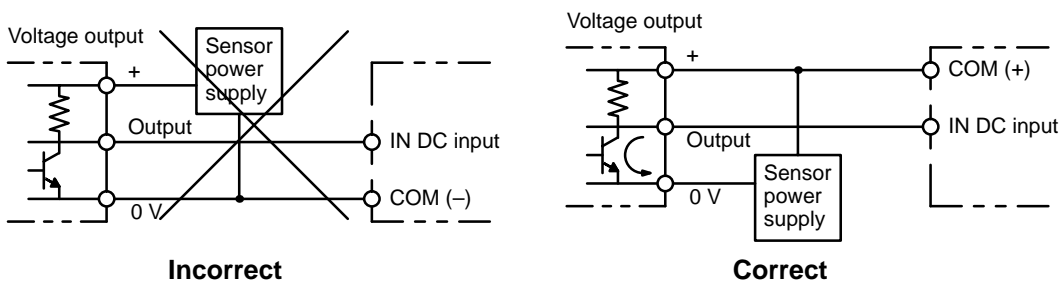 Voltage output
Sensor
power
supply
+
Output
IN DC input
0 V
COM (–)
Incorrect
Voltage output
+
COM (+)
IN DC input
Output
Sensor
power
supply
0 V
Correct